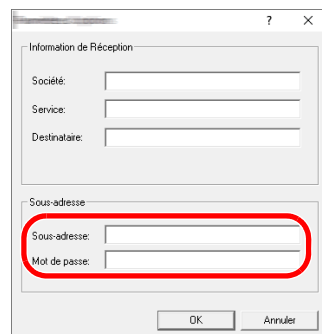 ?
Information de Réception
Société:
Service:
Destinataire:
Sous-adresse
Sous-adresse:
Mot de passe:
OK Annuler